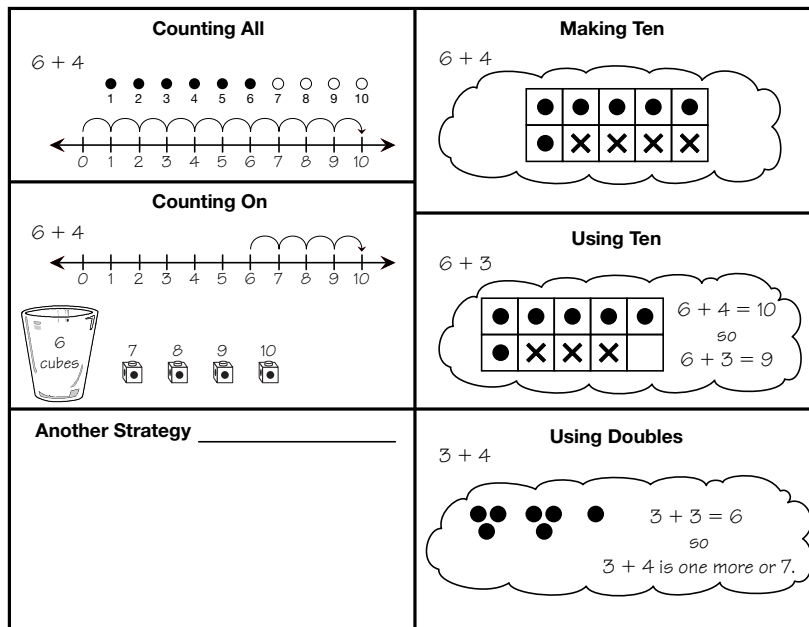 Counting All
6 + 4
1 2 3 4 5 6 7 8 9 10
0 1 2 3 4 5 6 7 8 9 10
Counting On
6 + 4
0 1 2 3 4 5 6 7 8 9 10
6
cubes
7 8 9 10
Another Strategy
Making Ten
6 + 4
Using Ten
6 + 3
6 + 4 = 10
so
6 + 3 = 9
Using Doubles
3 + 4
3 + 3 = 6
so
3 + 4 is one more or 7.